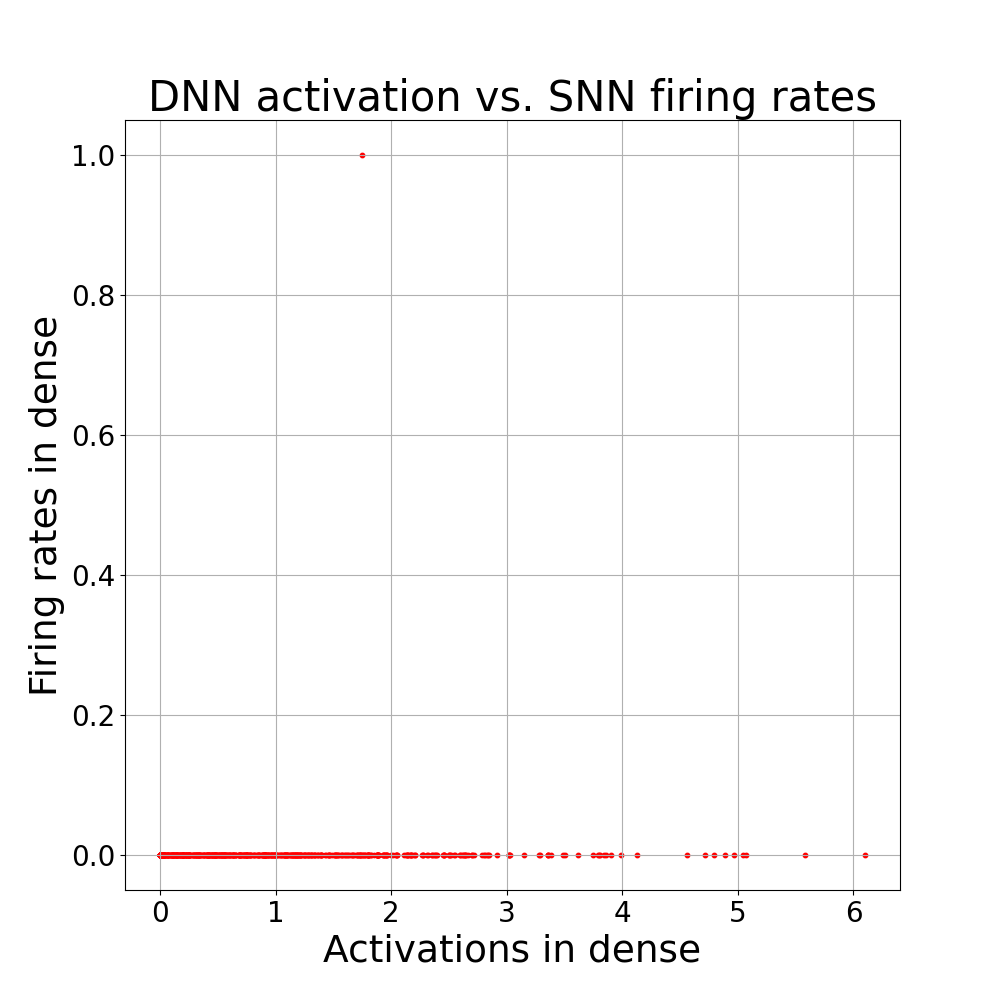 DNN activation vs. SNN firing rates
1.0
0.8
0.6
0.4
0.2
0.0
Firing rates in dense
0 1 2 3 4 5 6
Activations in dense